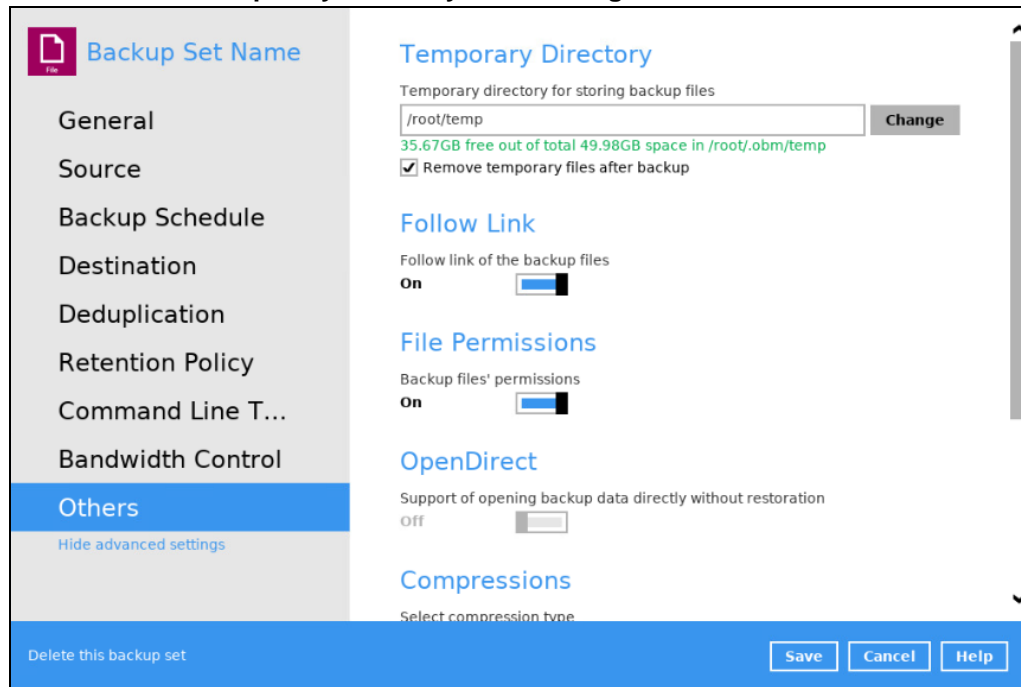 File
Backup Set Name
General
Source
Backup Schedule
Destination
Deduplication
Retention Policy
Command Line T...
Bandwidth Control
Others
Hide advanced settings
Temporary Directory
Temporary directory for storing backup files
/root/temp
Change
35.67GB free out of total 49.98GB space in /root/.obm/temp
Remove temporary files after backup
Follow Link
Follow link of the backup files
On
File Permissions
Backup files' permissions
On
OpenDirect
Support of opening backup data directly without restoration
Off
Compressions
Select compression type
Delete this backup set
Save
Cancel
Help